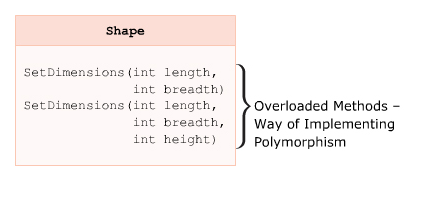 Shape
SetDimensions(int length,
int breadth)
SetDimensions(int length,
int breadth,
int height)
Overloaded Methods –
Way of Implementing
Polymorphism